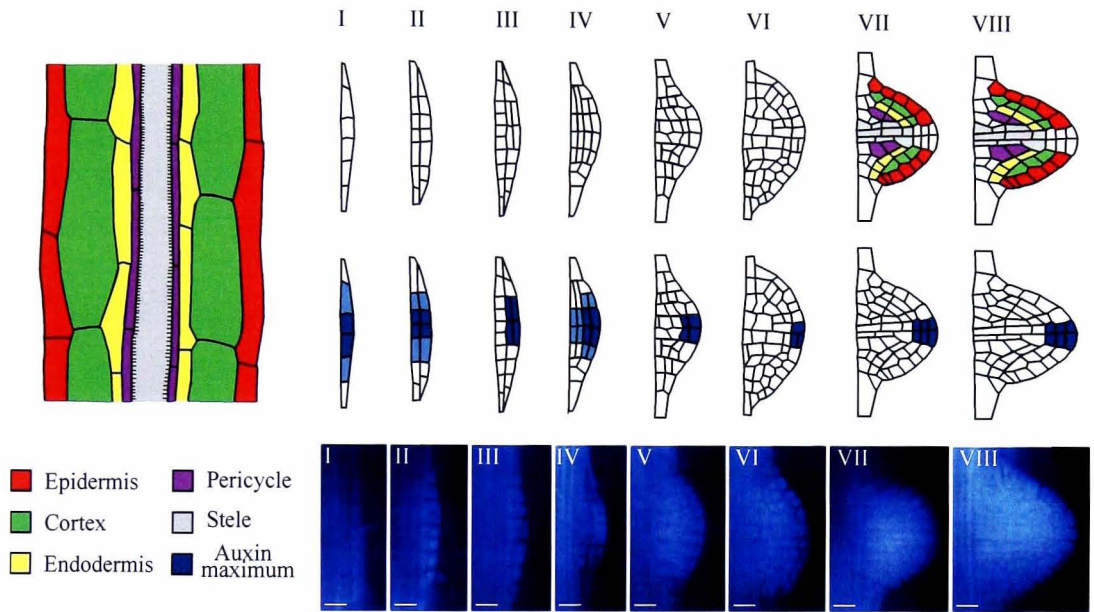 I II III IV V VI VII VIII
I II III IV V VI VII VIII
Epidermis
Cortex
Endodermis
Pericycle
Stele
Auxin
maximum